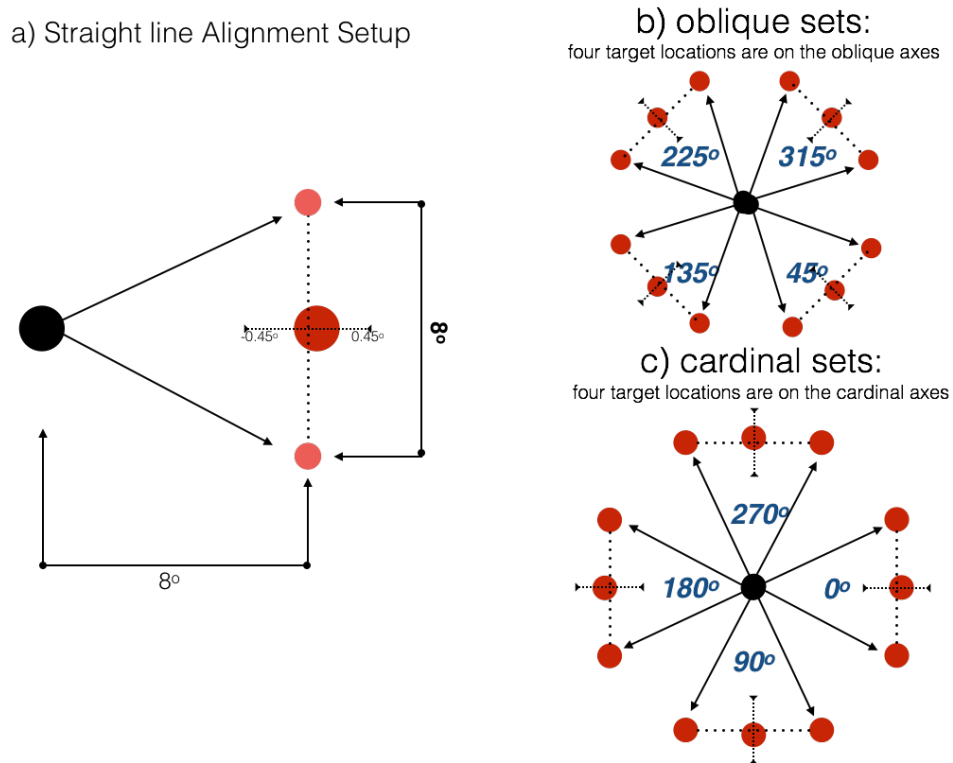 a) Straight line Alignment Setup
-0.45º
0.45º
8º
8º
b) oblique sets:
four target locations are on the oblique axes
225º
315º
135º
45º
c) cardinal sets:
four target locations are on the cardinal axes
270º
180º
0º
90º